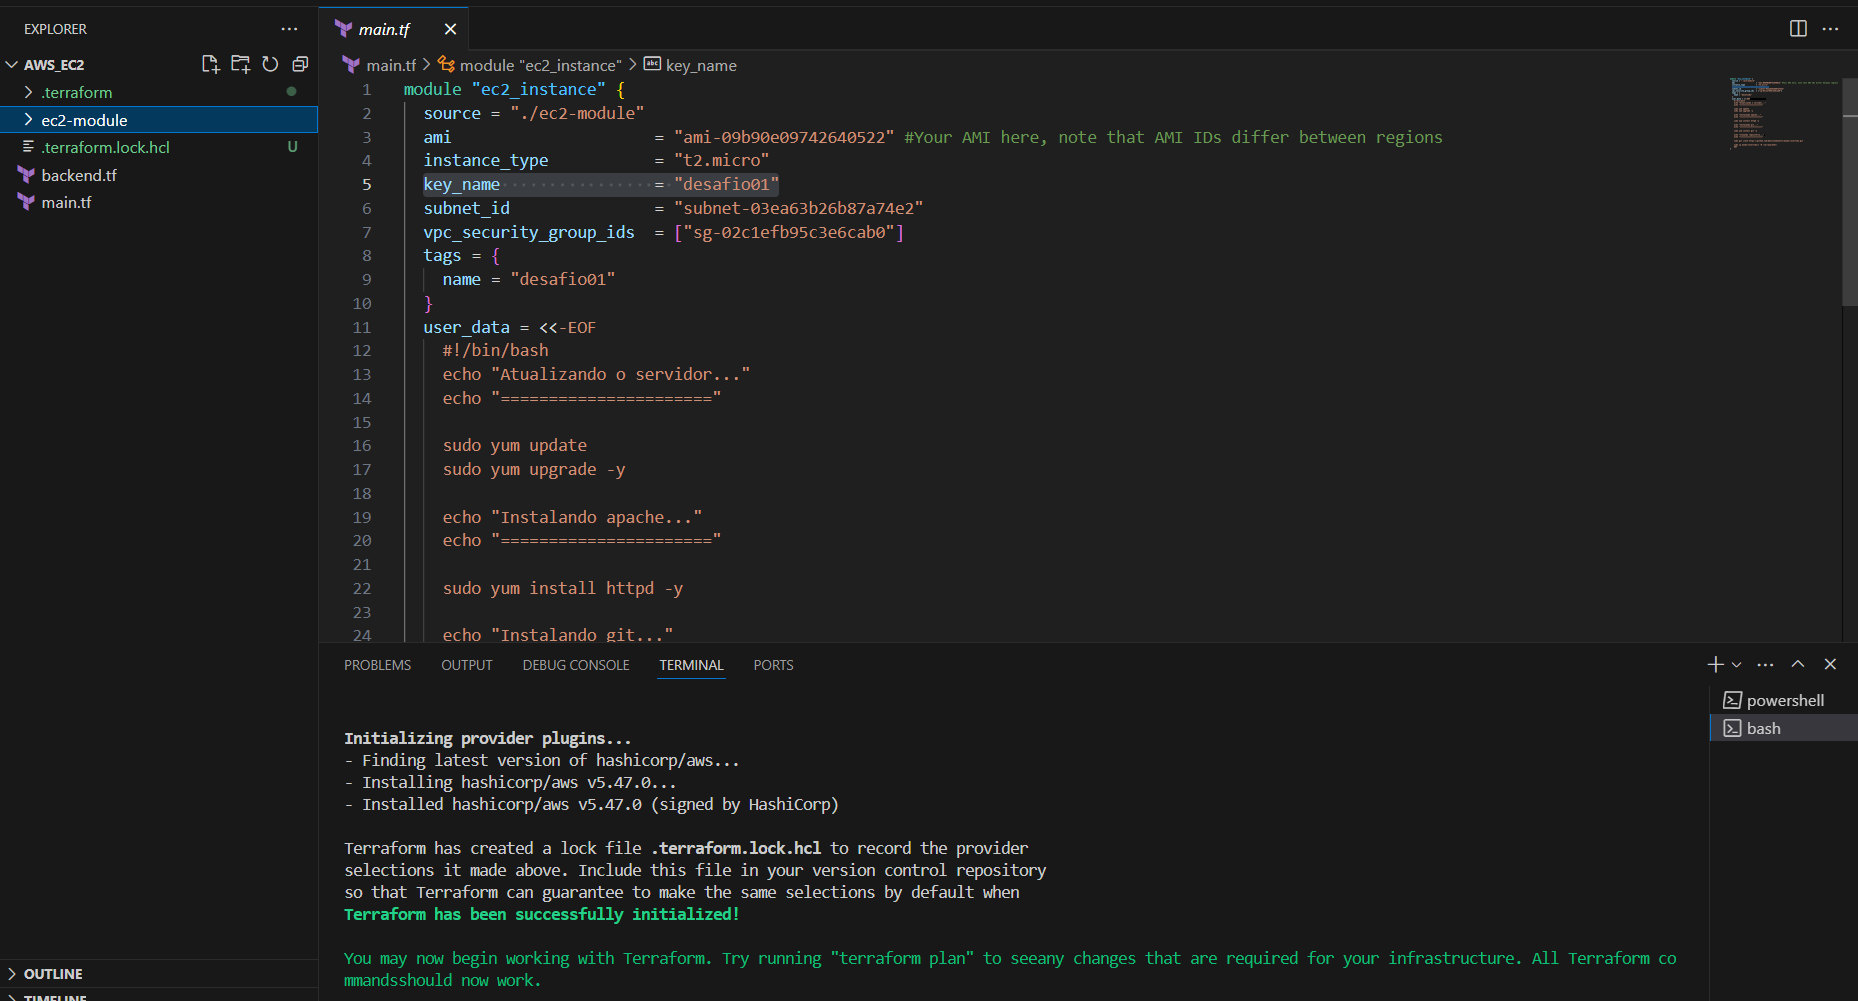 EXPLORER
AWS_EC2
.terraform
ec2-module
.terraform.lock.hcl U
backend.tf
main.tf
OUTLINE
TIMELINE
main.tf
main.tf > module "ec2_instance" > abc key_name
1 module "ec2_instance" {
2 source = "./ec2-module"
3 ami = "ami-09b90e09742640522" #Your AMI here, note that AMI IDs differ between regions
4 instance_type = "t2.micro"
5 key_name = "desafio01"
6 subnet_id = "subnet-03ea63b26b87a74e2"
7 vpc_security_group_ids = ["sg-02c1efb95c3e6cab0"]
8 tags = {
9 name = "desafio01"
10 }
11 user_data = <<-EOF
12 #!/bin/bash
13 echo "Atualizando o servidor..."
14 echo "======================"
15
16 sudo yum update
17 sudo yum upgrade -y
18
19 echo "Instalando apache..."
20 echo "======================"
21
22 sudo yum install httpd -y
23
24 echo "Instalando git..."
PROBLEMS OUTPUT DEBUG CONSOLE TERMINAL PORTS
powershell
bash
Initializing provider plugins...
- Finding latest version of hashicorp/aws...
- Installing hashicorp/aws v5.47.0...
- Installed hashicorp/aws v5.47.0 (signed by HashiCorp)
Terraform has created a lock file .terraform.lock.hcl to record the provider
selections it made above. Include this file in your version control repository
so that Terraform can guarantee to make the same selections by default when
Terraform has been successfully initialized!
You may now begin working with Terraform. Try running "terraform plan" to seeany changes that are required for your infrastructure. All Terraform co
mmandsshould now work.